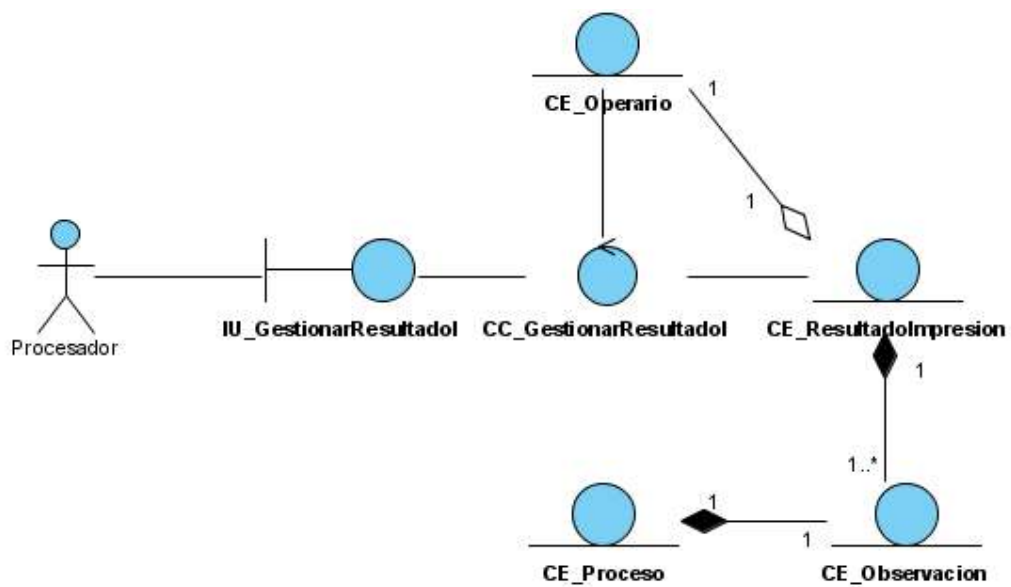 1
CE_Operario
1
Procesador
IU_GestionarResultadoI
CC_GestionarResultadoI
CE_ResultadoImpresion
1
1..*
1
1
CE_Proceso
CE_Observacion